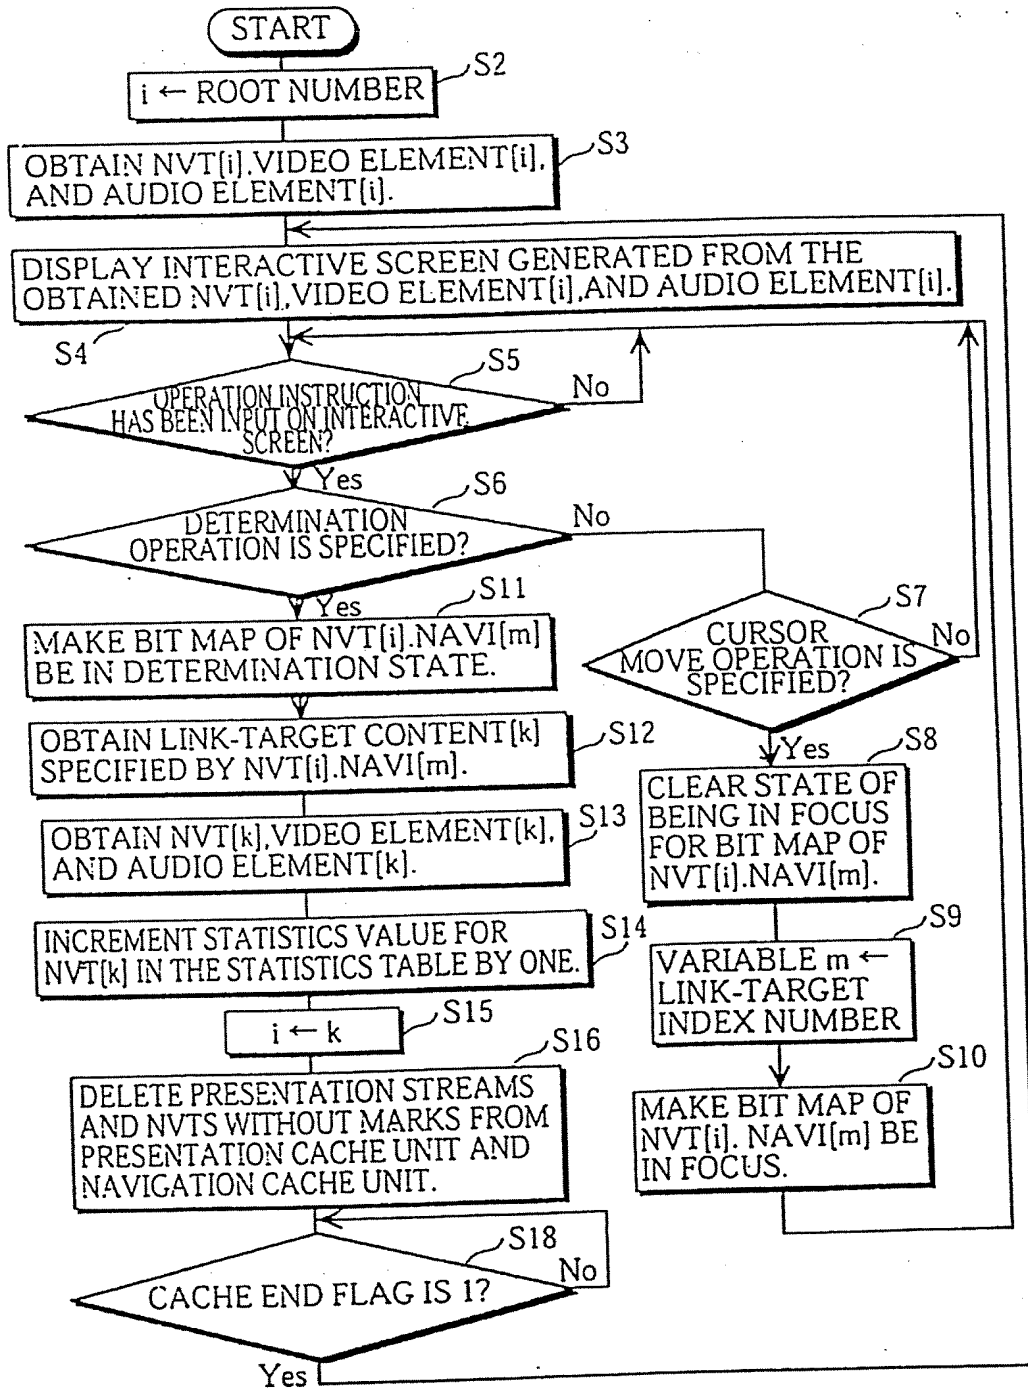 START
S2
i ← ROOT NUMBER
S3
OBTAIN NVT[i].VIDEO ELEMENT[i],
AND AUDIO ELEMENT[i].
DISPLAY INTERACTIVE SCREEN GENERATED FROM THE
OBTAINED NVT[i],VIDEO ELEMENT[i],AND AUDIO ELEMENT[i].
S4
S5
OPERATION INSTRUCTION
HAS BEEN INPUT ON INTERACTIVE
SCREEN?
No
Yes
S6
DETERMINATION
OPERATION IS SPECIFIED?
No
Yes
S7
CURSOR
MOVE OPERATION IS
SPECIFIED?
No
Yes
S8
CLEAR STATE OF
BEING IN FOCUS
FOR BIT MAP OF
NVT[i].NAVI[m].
S9
VARIABLE m ←
LINK-TARGET
INDEX NUMBER
S10
MAKE BIT MAP OF
NVT[i]. NAVI[m] BE
IN FOCUS.
S11
MAKE BIT MAP OF NVT[i].NAVI[m]
BE IN DETERMINATION STATE.
S12
OBTAIN LINK-TARGET CONTENT[k]
SPECIFIED BY NVT[i].NAVI[m].
S13
OBTAIN NVT[k],VIDEO ELEMENT[k],
AND AUDIO ELEMENT[k].
S14
INCREMENT STATISTICS VALUE FOR
NVT[k] IN THE STATISTICS TABLE BY ONE.
S15
i ← k
S16
DELETE PRESENTATION STREAMS
AND NVTS WITHOUT MARKS FROM
PRESENTATION CACHE UNIT AND
NAVIGATION CACHE UNIT.
S18
CACHE END FLAG IS 1?
No
Yes